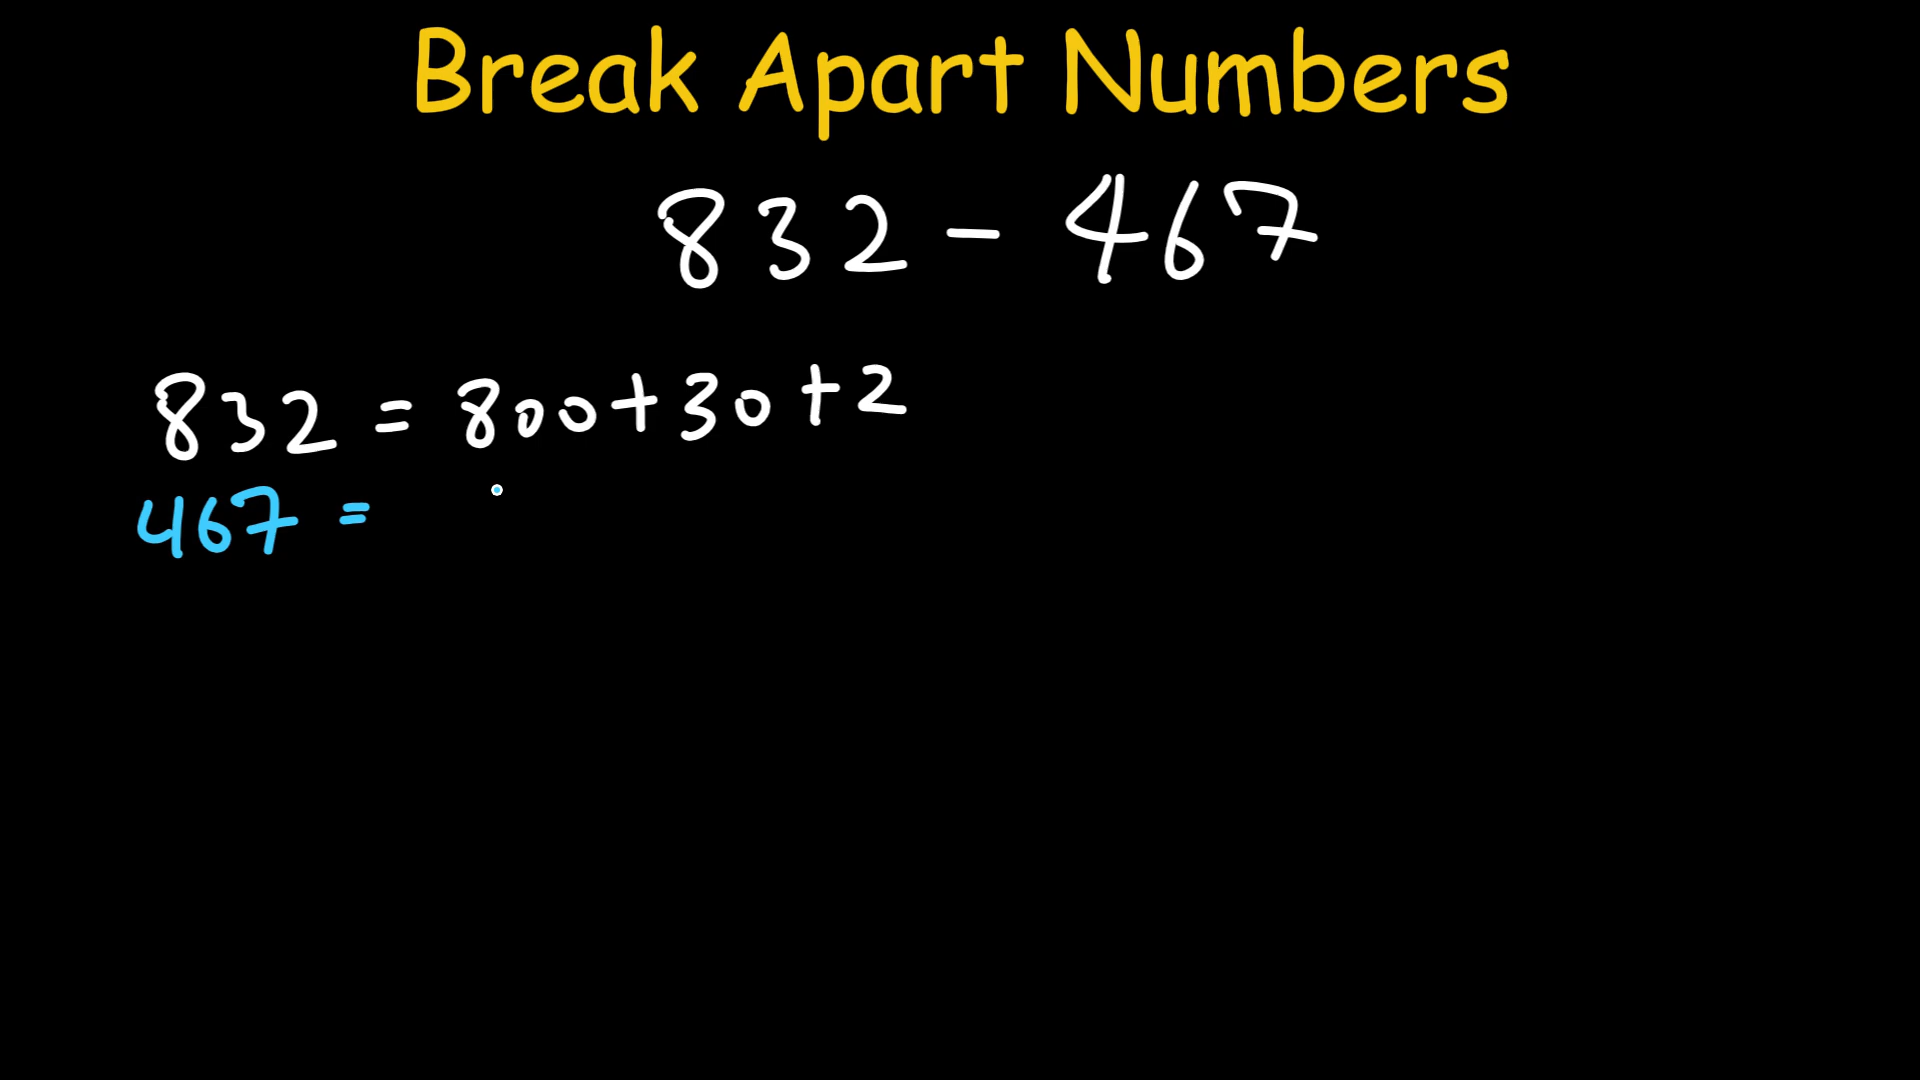 Break Apart Numbers
832 - 467
832 = 800 + 30 + 2
467 =